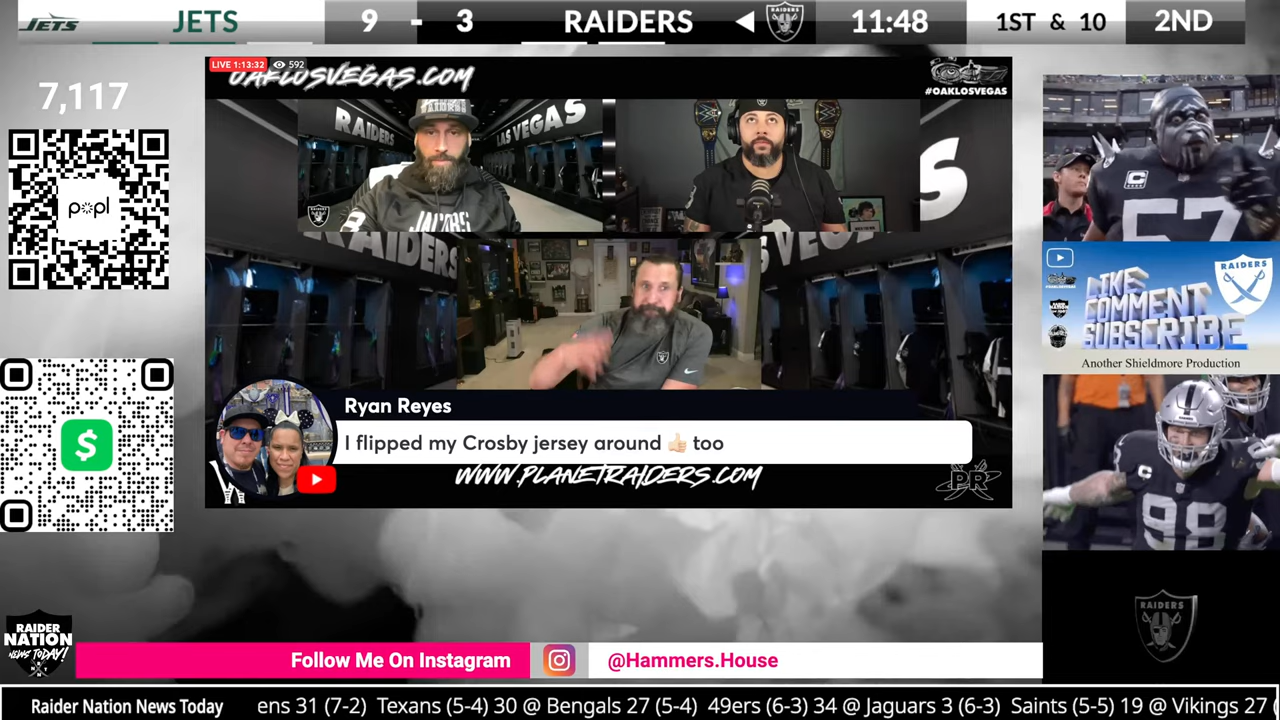 JETS JETS 9 - 3 RAIDERS RAIDERS 11:48 1ST & 10 2ND
LIVE 1:13:32 592
OAKLOSVEGAS.COM
#OAKLOSVEGAS
7,117
popl
RAIDERS
LAS VEGAS
S
JACOBS
RAIDERS
S VEG
C
57
RAIDERS
LIKE
COMMENT
SUBSCRIBE
Another Shieldmore Production
$
Ryan Reyes
I flipped my Crosby jersey around 👍🏻 too
WWW.PLANETRAIDERS.COM
PR
C
98
RAIDERS
RAIDER
NATION
NEWS TODAY!
Follow Me On Instagram
@Hammers.House
Raider Nation News Today
ens 31 (7-2) Texans (5-4) 30 @ Bengals 27 (5-4) 49ers (6-3) 34 @ Jaguars 3 (6-3) Saints (5-5) 19 @ Vikings 27